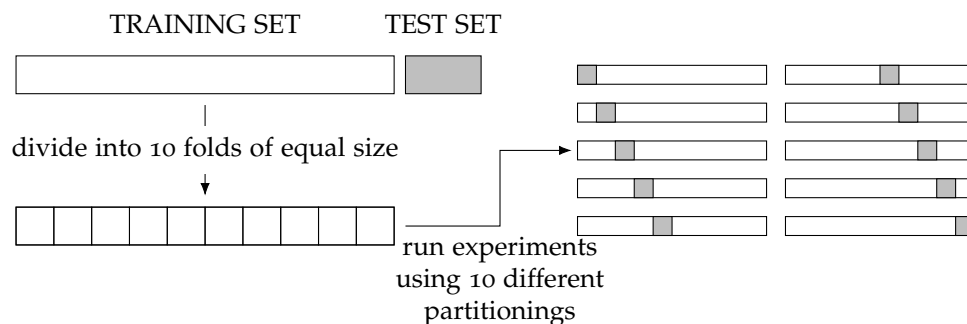 TRAINING SET
TEST SET
divide into 10 folds of equal size
run experiments
using 10 different
partitionings